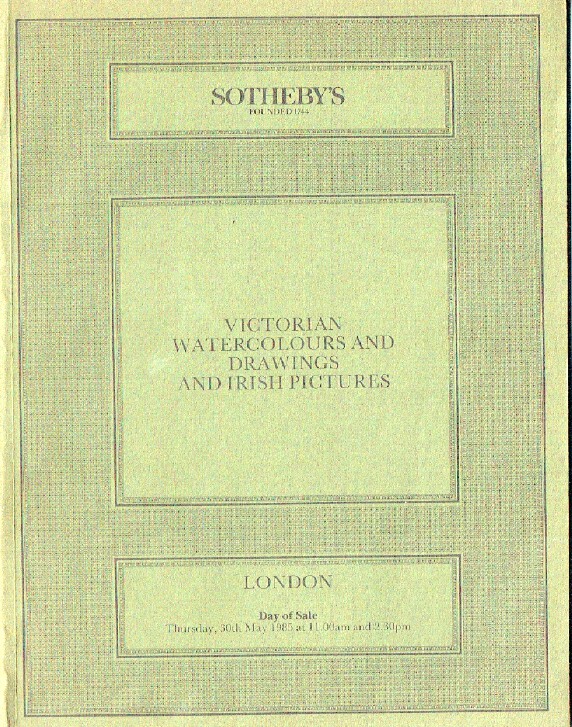 SOTHEBY'S
FOUNDED 1744
VICTORIAN
WATERCOLOURS AND
DRAWINGS
AND IRISH PICTURES
LONDON
Day of Sale
Thursday, 30th May 1985 at 11.00am and 2.30pm